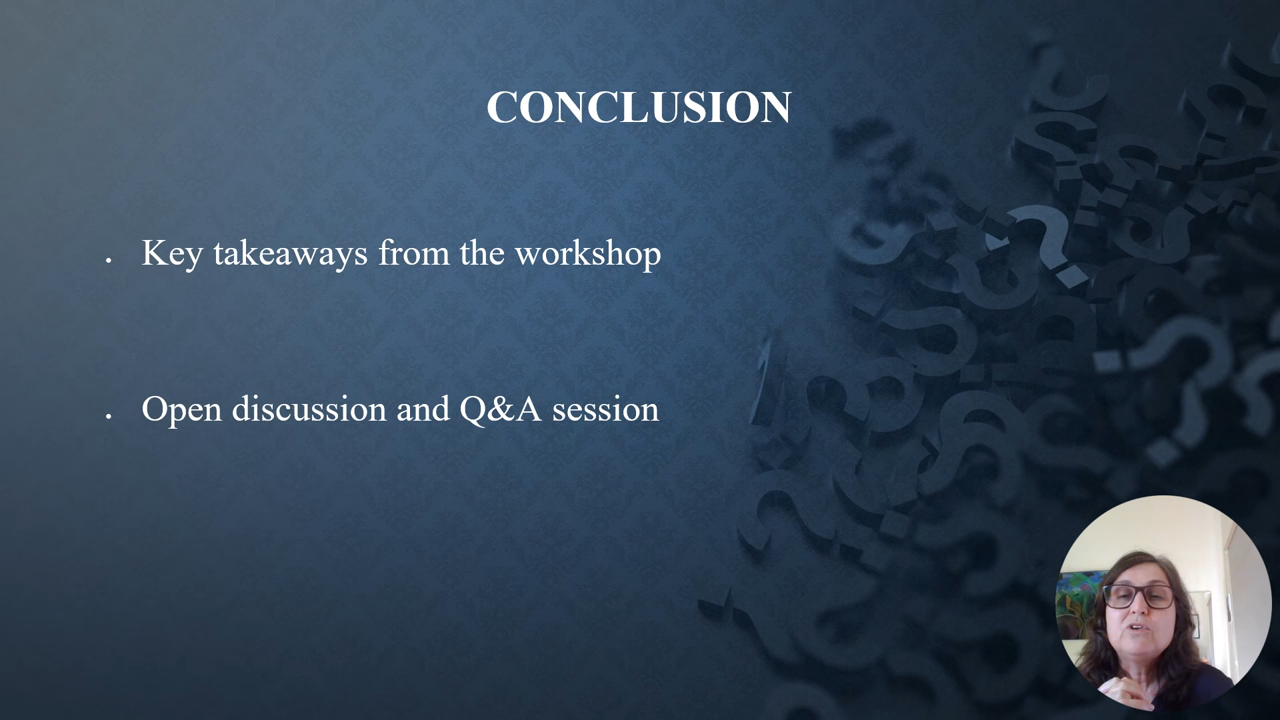 CONCLUSION
• Key takeaways from the workshop
• Open discussion and Q&A session